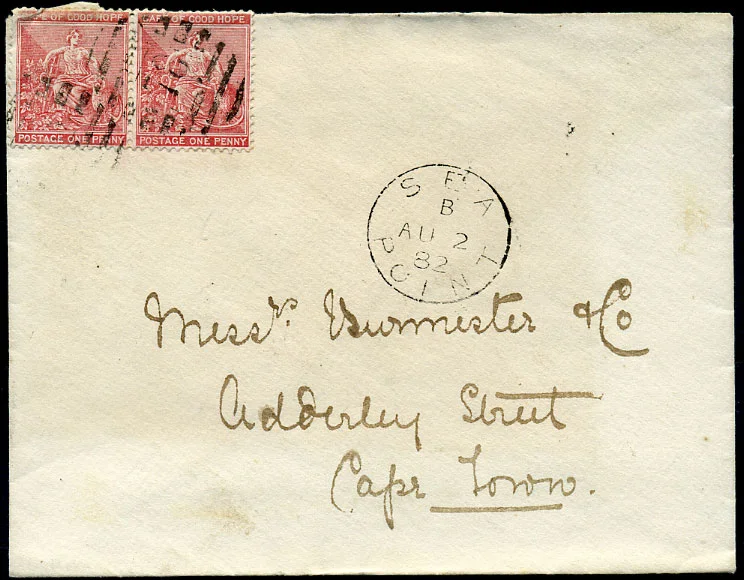 CAPE OF GOOD HOPE
POSTAGE ONE PENNY
CAPE OF GOOD HOPE
POSTAGE ONE PENNY
SEA
B
AU 2
82
POINT
Messrs Burmester & Co
Adderley Street
Cape Town.